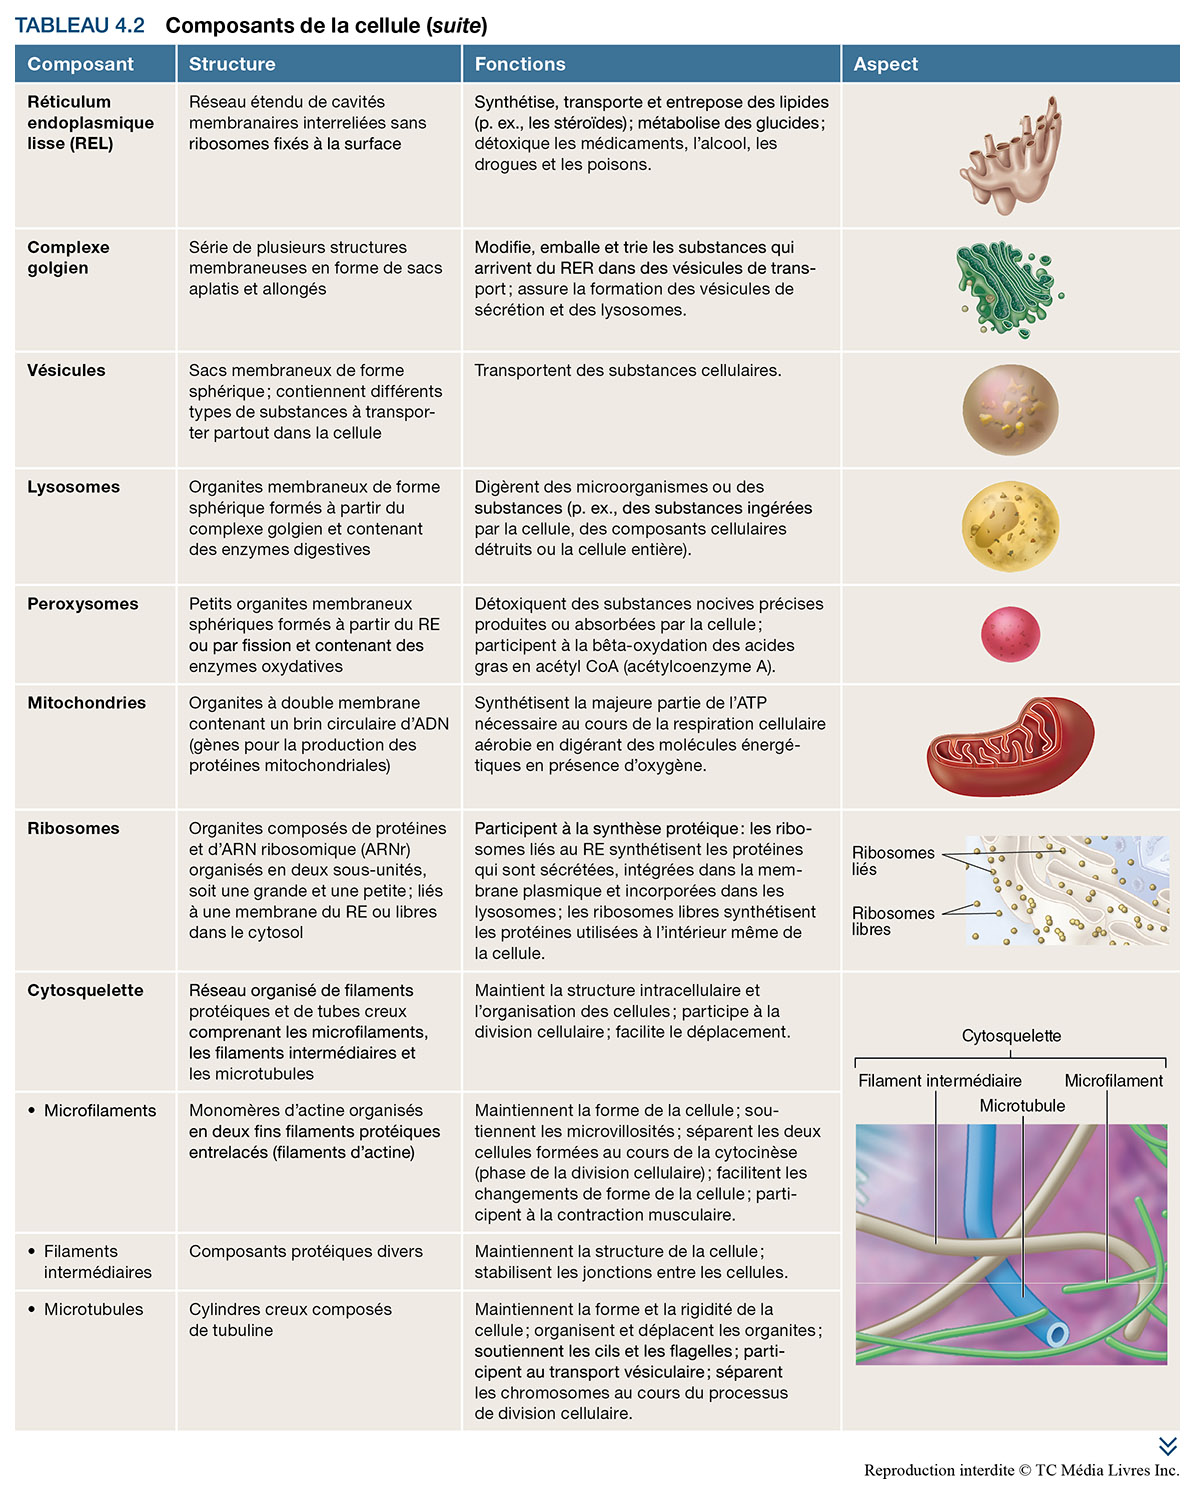 TABLEAU 4.2 Composants de la cellule (suite)
Composant Structure Fonctions Aspect
Réticulum
endoplasmique
lisse (REL)
Réseau étendu de cavités
membranaires interreliées sans
ribosomes fixés à la surface
Synthétise, transporte et entrepose des lipides
(p. ex., les stéroïdes) ; métabolise des glucides ;
détoxique les médicaments, l’alcool, les
drogues et les poisons.
Complexe
golgien
Série de plusieurs structures
membraneuses en forme de sacs
aplatis et allongés
Modifie, emballe et trie les substances qui
arrivent du RER dans des vésicules de trans-
port ; assure la formation des vésicules de
sécrétion et des lysosomes.
Vésicules
Sacs membraneux de forme
sphérique ; contiennent différents
types de substances à transpor-
ter partout dans la cellule
Transportent des substances cellulaires.
Lysosomes
Organites membraneux de forme
sphérique formés à partir du
complexe golgien et contenant
des enzymes digestives
Digèrent des microorganismes ou des
substances (p. ex., des substances ingérées
par la cellule, des composants cellulaires
détruits ou la cellule entière).
Peroxysomes
Petits organites membraneux
sphériques formés à partir du RE
ou par fission et contenant des
enzymes oxydatives
Détoxiquent des substances nocives précises
produites ou absorbées par la cellule ;
participent à la bêta-oxydation des acides
gras en acétyl CoA (acétylcoenzyme A).
Mitochondries
Organites à double membrane
contenant un brin circulaire d’ADN
(gènes pour la production des
protéines mitochondriales)
Synthétisent la majeure partie de l’ATP
nécessaire au cours de la respiration cellulaire
aérobie en digérant des molécules énergé-
tiques en présence d’oxygène.
Ribosomes
Organites composés de protéines
et d’ARN ribosomique (ARNr)
organisés en deux sous-unités,
soit une grande et une petite ; liés
à une membrane du RE ou libres
dans le cytosol
Participent à la synthèse protéique : les ribo-
somes liés au RE synthétisent les protéines
qui sont sécrétées, intégrées dans la mem-
brane plasmique et incorporées dans les
lysosomes ; les ribosomes libres synthétisent
les protéines utilisées à l’intérieur même de
la cellule.
Ribosomes
liés
Ribosomes
libres
Cytosquelette
Réseau organisé de filaments
protéiques et de tubes creux
comprenant les microfilaments,
les filaments intermédiaires et
les microtubules
Maintient la structure intracellulaire et
l’organisation des cellules ; participe à la
division cellulaire ; facilite le déplacement.
Cytosquelette
Filament intermédiaire Microfilament
Microtubule
• Microfilaments
Monomères d’actine organisés
en deux fins filaments protéiques
entrelacés (filaments d’actine)
Maintiennent la forme de la cellule ; sou-
tiennent les microvillosités ; séparent les deux
cellules formées au cours de la cytocinèse
(phase de la division cellulaire) ; facilitent les
changements de forme de la cellule ; parti-
cipent à la contraction musculaire.
• Filaments
intermédiaires
Composants protéiques divers
Maintiennent la structure de la cellule ;
stabilisent les jonctions entre les cellules.
• Microtubules
Cylindres creux composés
de tubuline
Maintiennent la forme et la rigidité de la
cellule ; organisent et déplacent les organites ;
soutiennent les cils et les flagelles ; parti-
cipent au transport vésiculaire ; séparent
les chromosomes au cours du processus
de division cellulaire.
Reproduction interdite © TC Média Livres Inc.